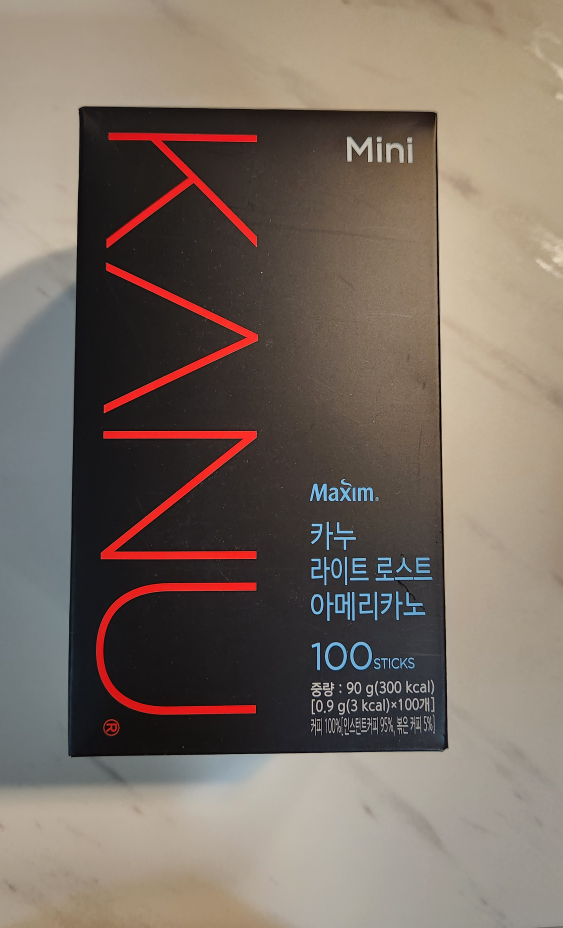 KANU®
Mini
Maxim®
카누
라이트 로스트
아메리카노
100 STICKS
중량 : 90 g(300 kcal)
[0.9 g(3 kcal)×100개]
커피 100%[인스턴트커피 95%, 볶은 커피 5%]